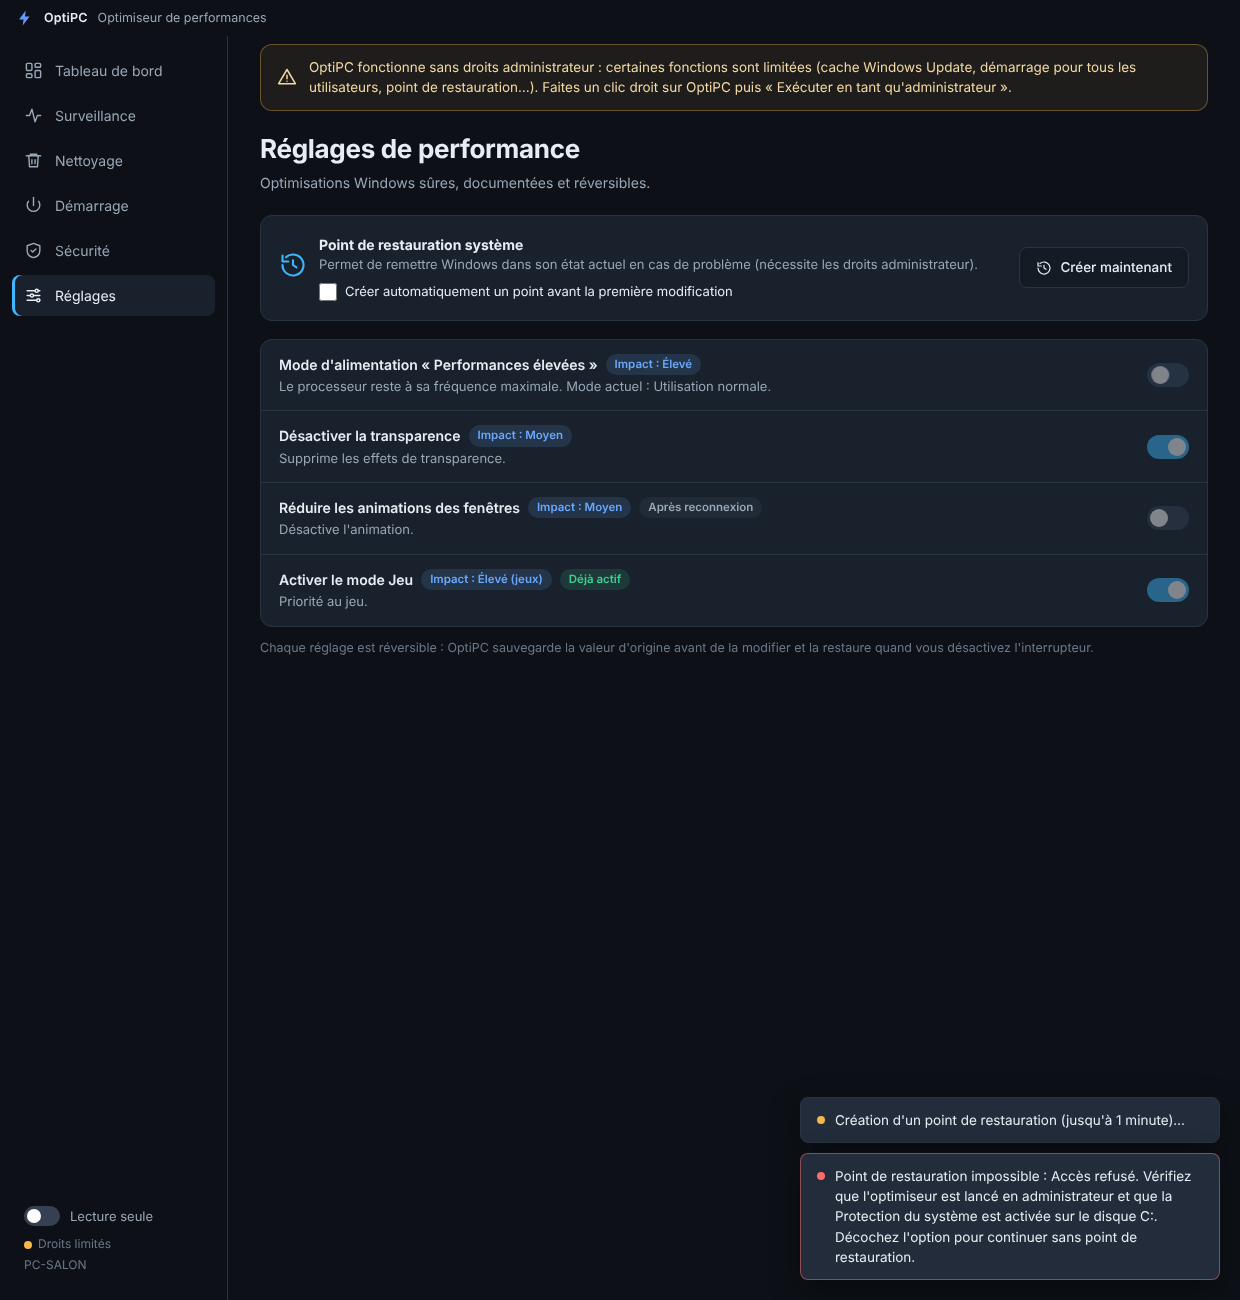 OptiPC Optimiseur de performances
Tableau de bord
Surveillance
Nettoyage
Démarrage
Sécurité
Réglages
OptiPC fonctionne sans droits administrateur : certaines fonctions sont limitées (cache Windows Update, démarrage pour tous les
utilisateurs, point de restauration...). Faites un clic droit sur OptiPC puis « Exécuter en tant qu'administrateur ».
Réglages de performance
Optimisations Windows sûres, documentées et réversibles.
Point de restauration système
Permet de remettre Windows dans son état actuel en cas de problème (nécessite les droits administrateur).
Créer automatiquement un point avant la première modification
Créer maintenant
Mode d'alimentation « Performances élevées » Impact : Élevé
Le processeur reste à sa fréquence maximale. Mode actuel : Utilisation normale.
Désactiver la transparence Impact : Moyen
Supprime les effets de transparence.
Réduire les animations des fenêtres Impact : Moyen Après reconnexion
Désactive l'animation.
Activer le mode Jeu Impact : Élevé (jeux) Déjà actif
Priorité au jeu.
Chaque réglage est réversible : OptiPC sauvegarde la valeur d'origine avant de la modifier et la restaure quand vous désactivez l'interrupteur.
Création d'un point de restauration (jusqu'à 1 minute)...
Point de restauration impossible : Accès refusé. Vérifiez
que l'optimiseur est lancé en administrateur et que la
Protection du système est activée sur le disque C:.
Décochez l'option pour continuer sans point de
restauration.
Lecture seule
Droits limités
PC-SALON